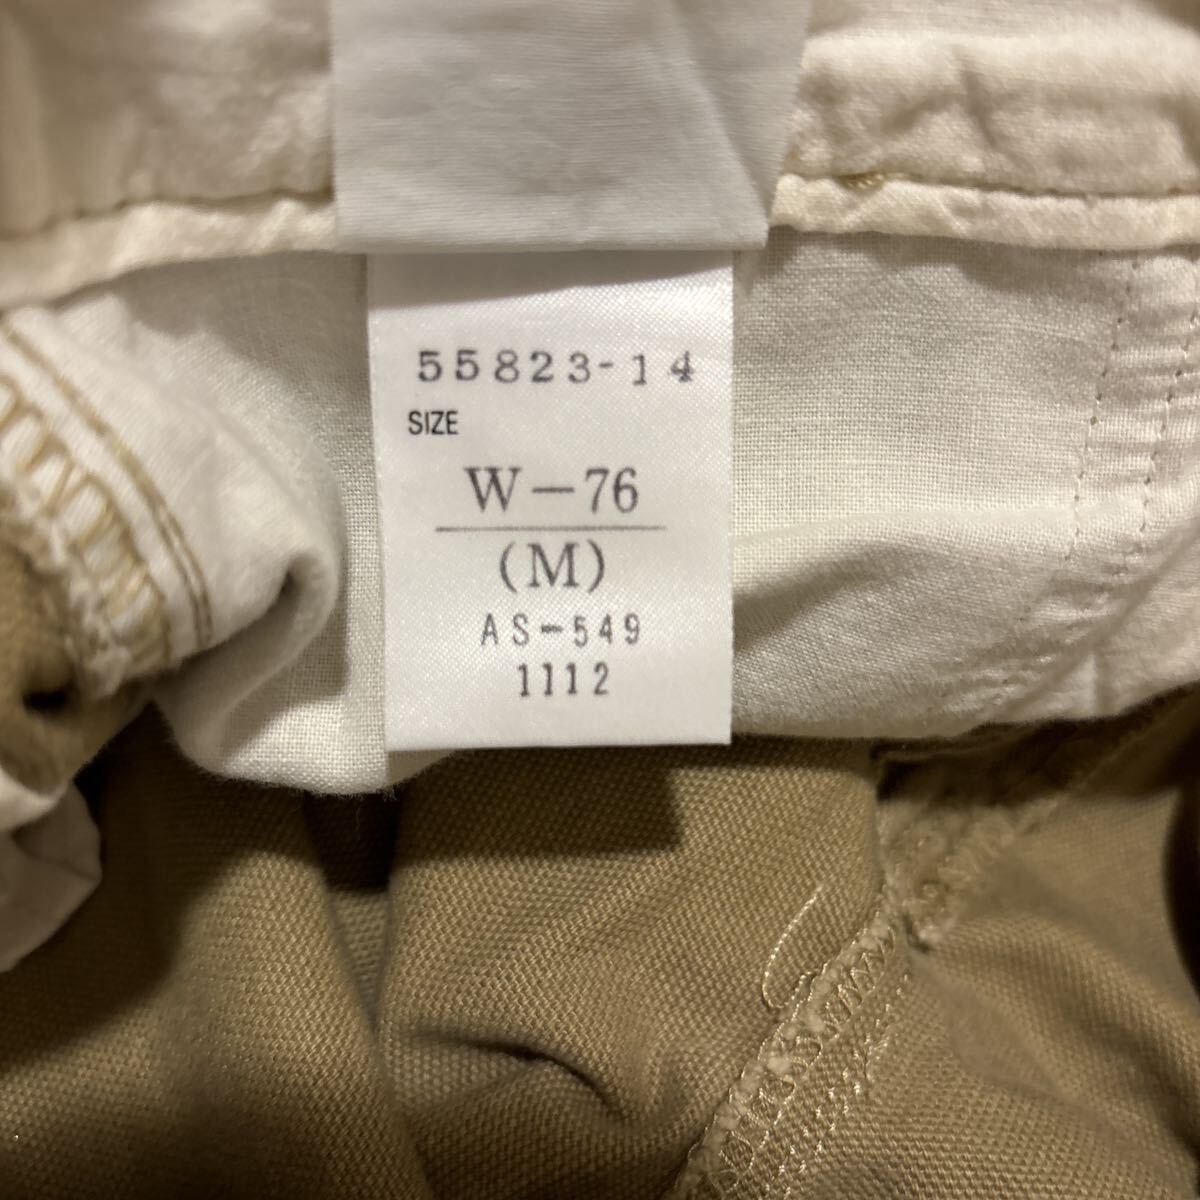 55823-14
SIZE
W-76
(M)
AS-549
1112